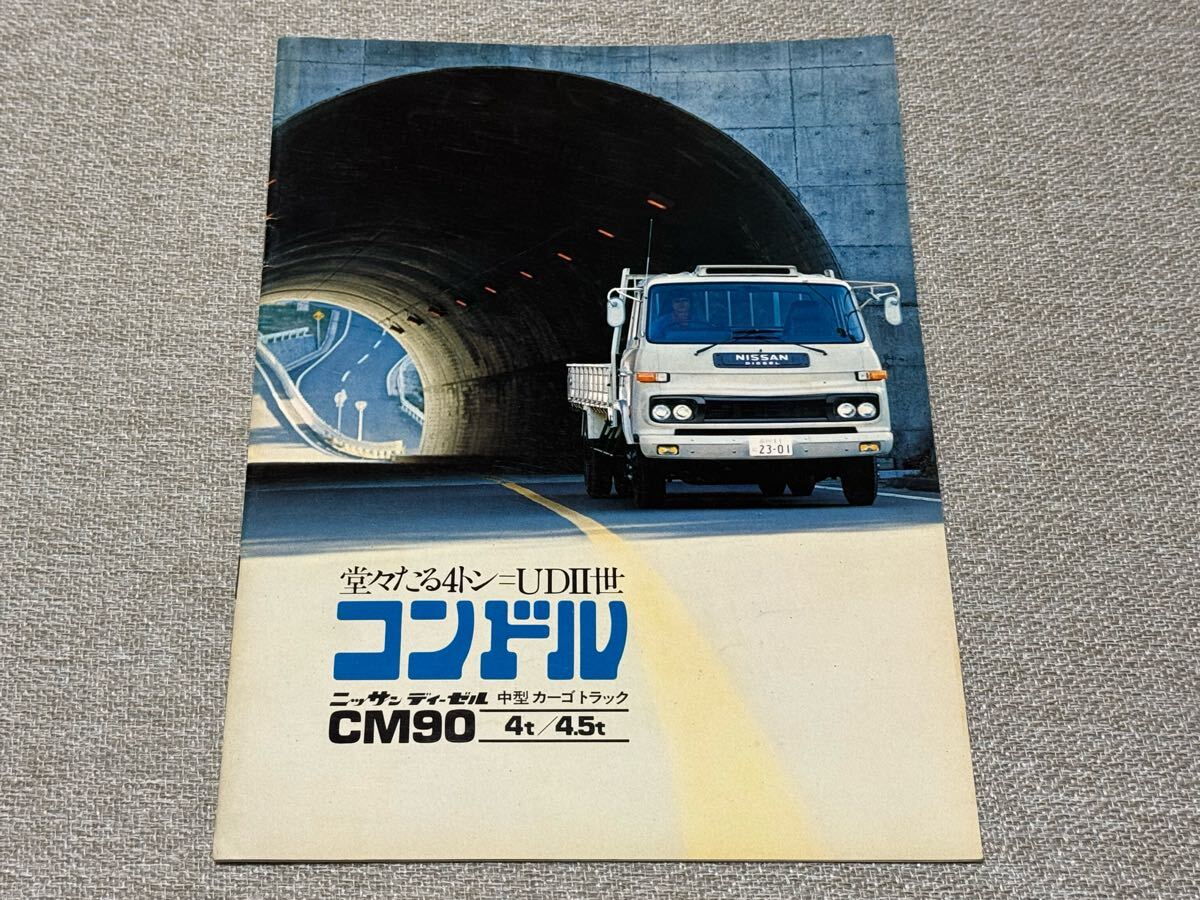 NISSAN
DIESEL
23-01
堂々たる4トン=UDII世
コンドル
ニッサン ディーゼル 中型 カーゴトラック
CM90 4t/4.5t